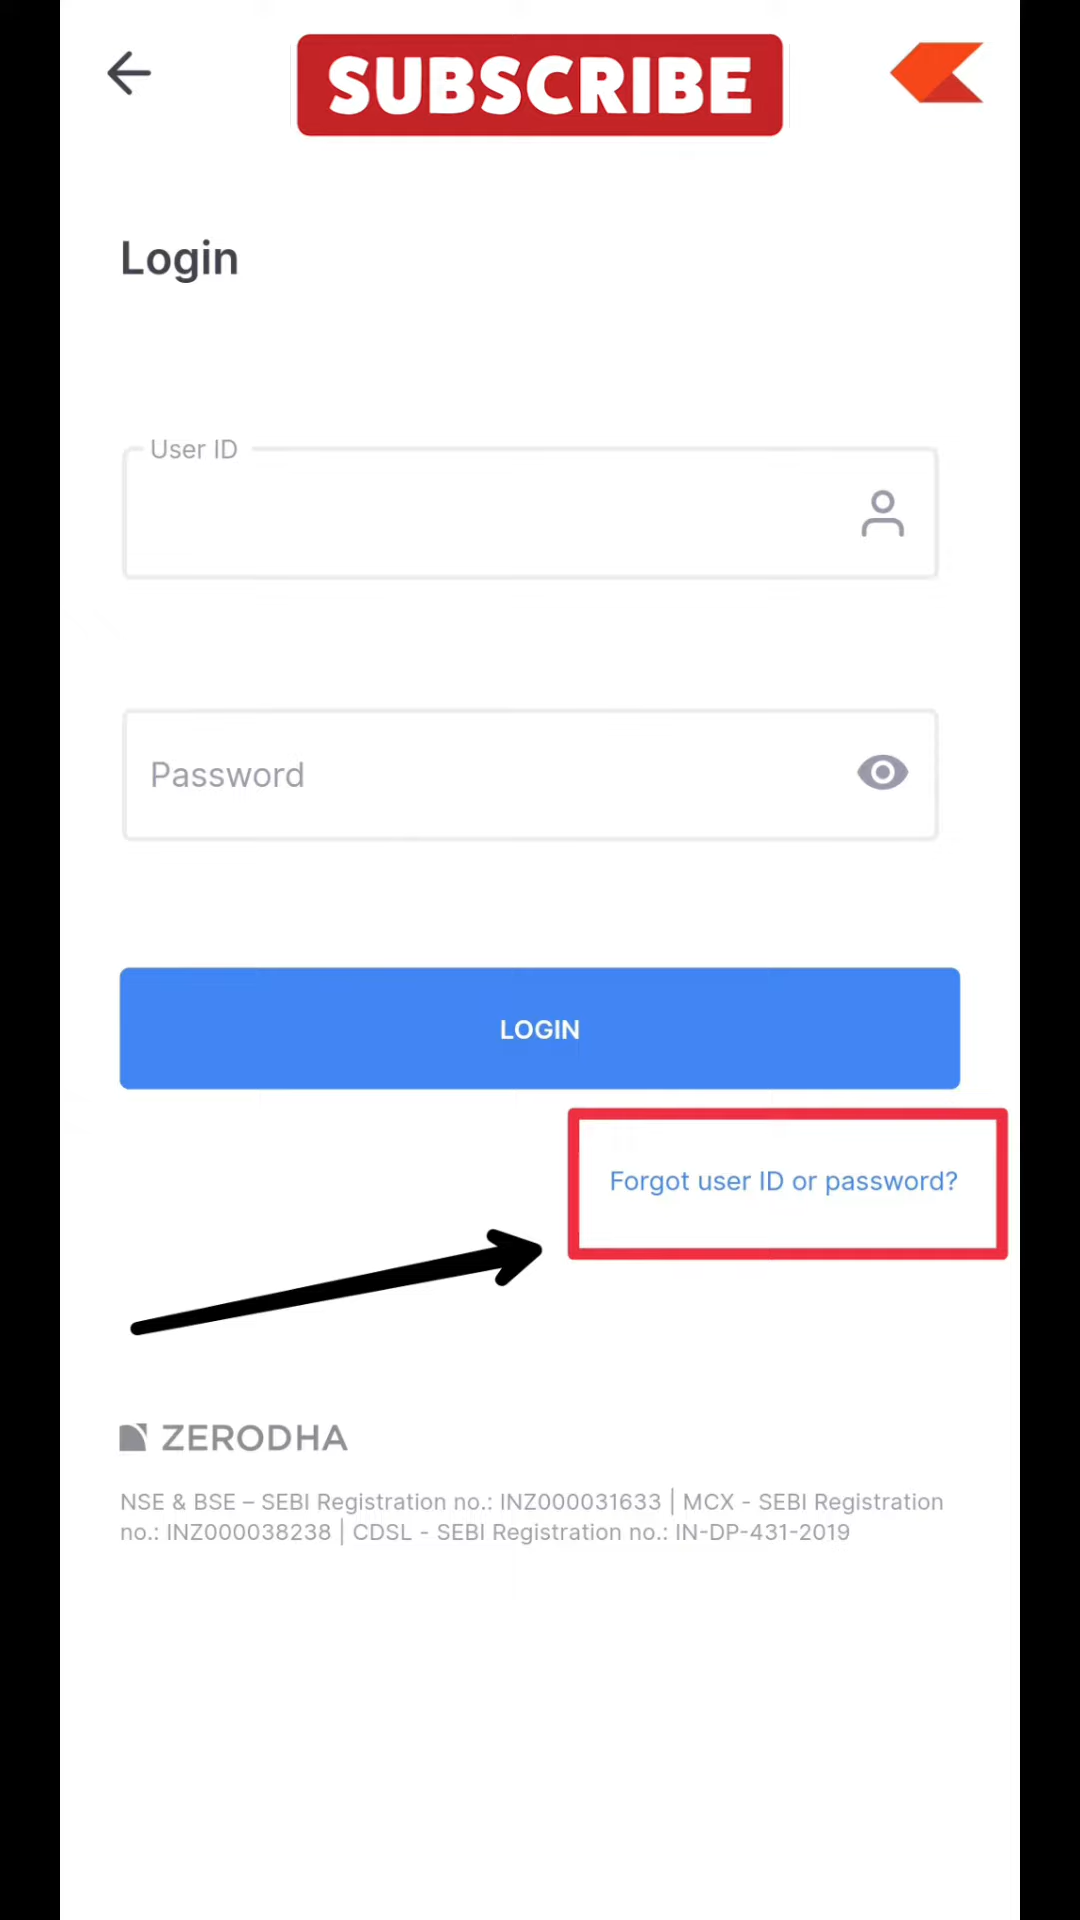 SUBSCRIBE
Login
User ID
Password
LOGIN
Forgot user ID or password?
ZERODHA
NSE & BSE – SEBI Registration no.: INZ000031633 | MCX - SEBI Registration
no.: INZ000038238 | CDSL - SEBI Registration no.: IN-DP-431-2019